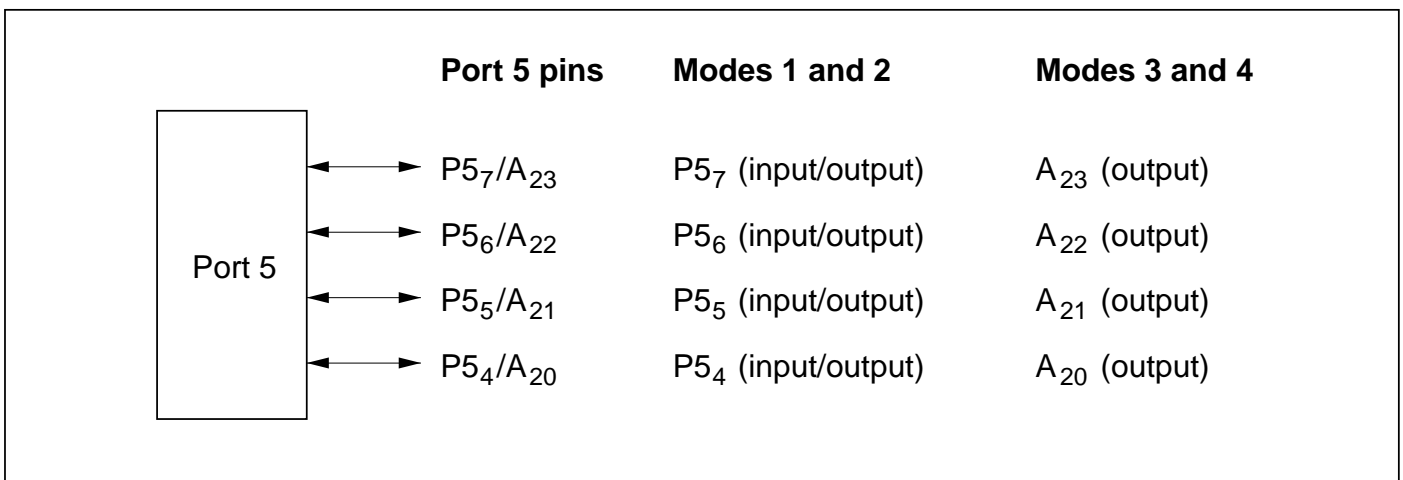 Port 5 pins Modes 1 and 2 Modes 3 and 4
P5₇/A₂₃ P5₇ (input/output) A₂₃ (output)
P5₆/A₂₂ P5₆ (input/output) A₂₂ (output)
Port 5
P5₅/A₂₁ P5₅ (input/output) A₂₁ (output)
P5₄/A₂₀ P5₄ (input/output) A₂₀ (output)